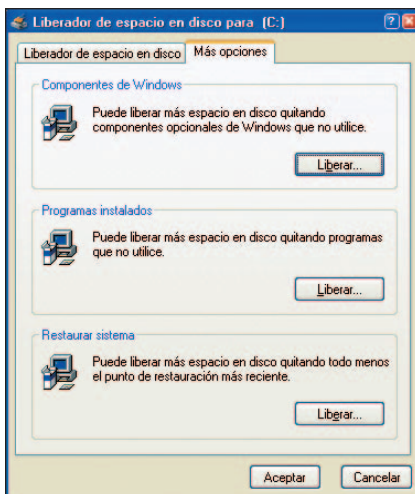 Liberador de espacio en disco para (C:)
Liberador de espacio en disco Más opciones
Componentes de Windows
Puede liberar más espacio en disco quitando
componentes opcionales de Windows que no utilice.
Liberar...
Programas instalados
Puede liberar más espacio en disco quitando programas
que no utilice.
Liberar...
Restaurar sistema
Puede liberar más espacio en disco quitando todo menos
el punto de restauración más reciente.
Liberar...
Aceptar Cancelar